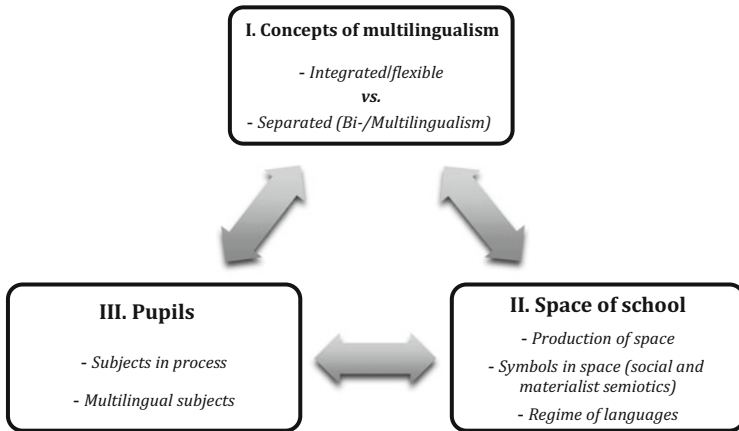 I. Concepts of multilingualism
- Integrated/flexible
vs.
- Separated (Bi-/Multilingualism)
III. Pupils
- Subjects in process
- Multilingual subjects
II. Space of school
- Production of space
- Symbols in space (social and
materialist semiotics)
- Regime of languages